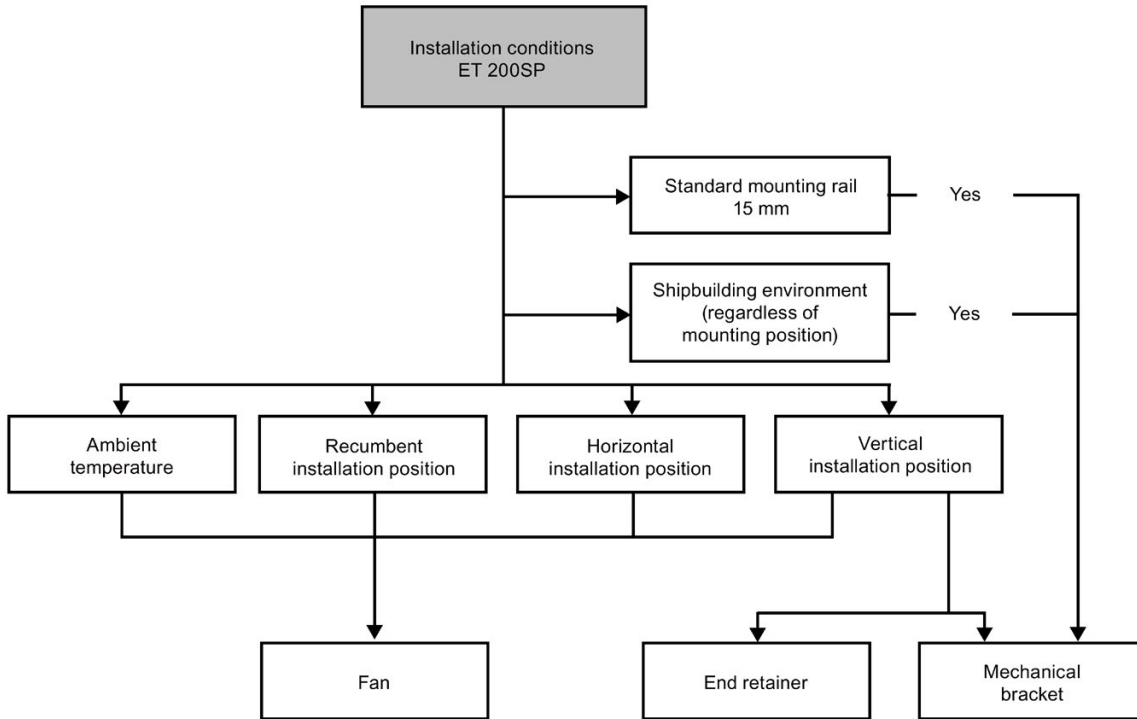 Installation conditions
ET 200SP
Standard mounting rail
15 mm
Yes
Shipbuilding environment
(regardless of
mounting position)
Yes
Ambient
temperature
Recumbent
installation position
Horizontal
installation position
Vertical
installation position
Fan
End retainer
Mechanical
bracket